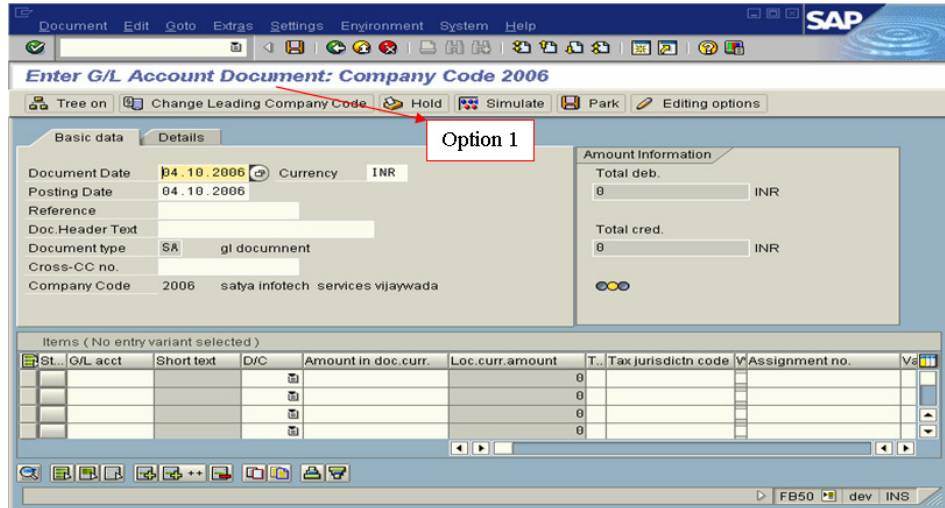 Document Edit Goto Extras Settings Environment System Help
SAP
Enter G/L Account Document: Company Code 2006
Tree on Change Leading Company Code Hold Simulate Park Editing options
Option 1
Basic data Details
Amount Information
Document Date 04.10.2006 Currency INR
Total deb.
Posting Date 04.10.2006
0 INR
Reference
Doc.Header Text
Total cred.
Document type SA gl documnent
0 INR
Cross-CC no.
Company Code 2006 satya infotech services vijaywada
Items ( No entry variant selected )
St... G/L acct Short text D/C Amount in doc.curr. Loc.curr.amount T.. Tax jurisdictn code V Assignment no. Va
0
0
0
0
FB50 dev INS